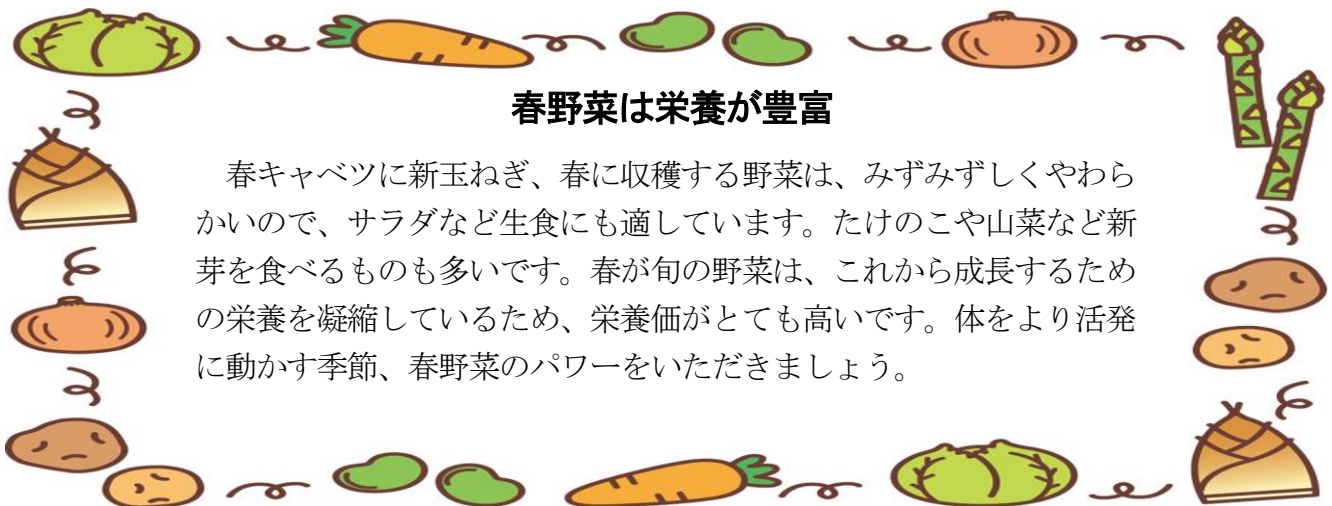 春野菜は栄養が豊富
春キャベツに新玉ねぎ、春に収穫する野菜は、みずみずしくやわら
かいので、サラダなど生食にも適しています。たけのこや山菜など新
芽を食べるものも多いです。春が旬の野菜は、これから成長するため
の栄養を凝縮しているため、栄養価がとても高いです。体をより活発
に動かす季節、春野菜のパワーをいただきましょう。